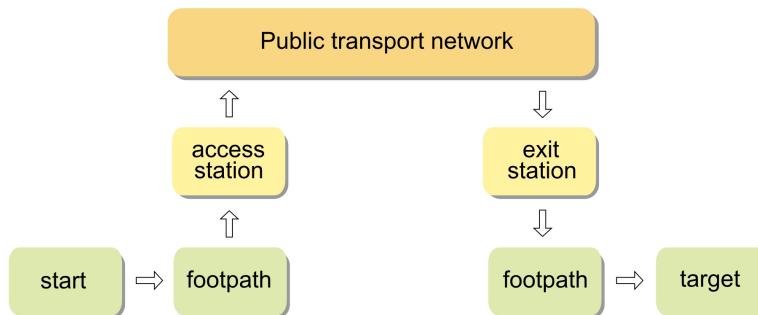 Public transport network
access
station
exit
station
start
footpath
footpath
target